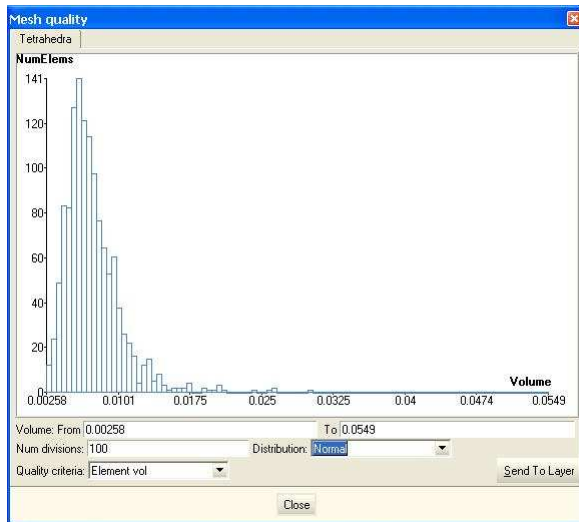 Mesh quality
Tetrahedra
NumElems
141
120
100
80
60
40
20
0
Volume
0.00258 0.0101 0.0175 0.025 0.0325 0.04 0.0474 0.0549
Volume: From 0.00258 To 0.0549
Num divisions: 100 Distribution: Normal
Quality criteria: Element vol Send To Layer
Close